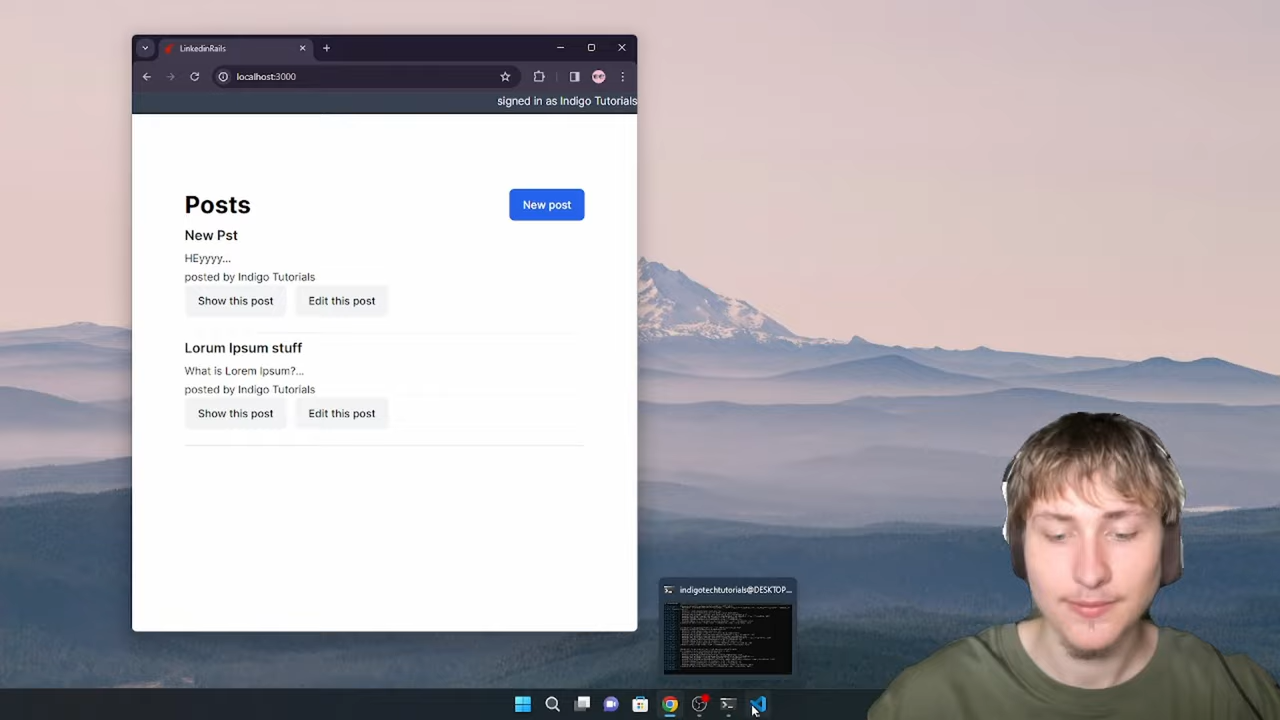 LinkedinRails
localhost:3000
signed in as Indigo Tutorials
Posts
New post
New Pst
HEyyyy...
posted by Indigo Tutorials
Show this post
Edit this post
Lorum Ipsum stuff
What is Lorem Ipsum?...
posted by Indigo Tutorials
Show this post
Edit this post
indigotechtutorials@DESKTOP...